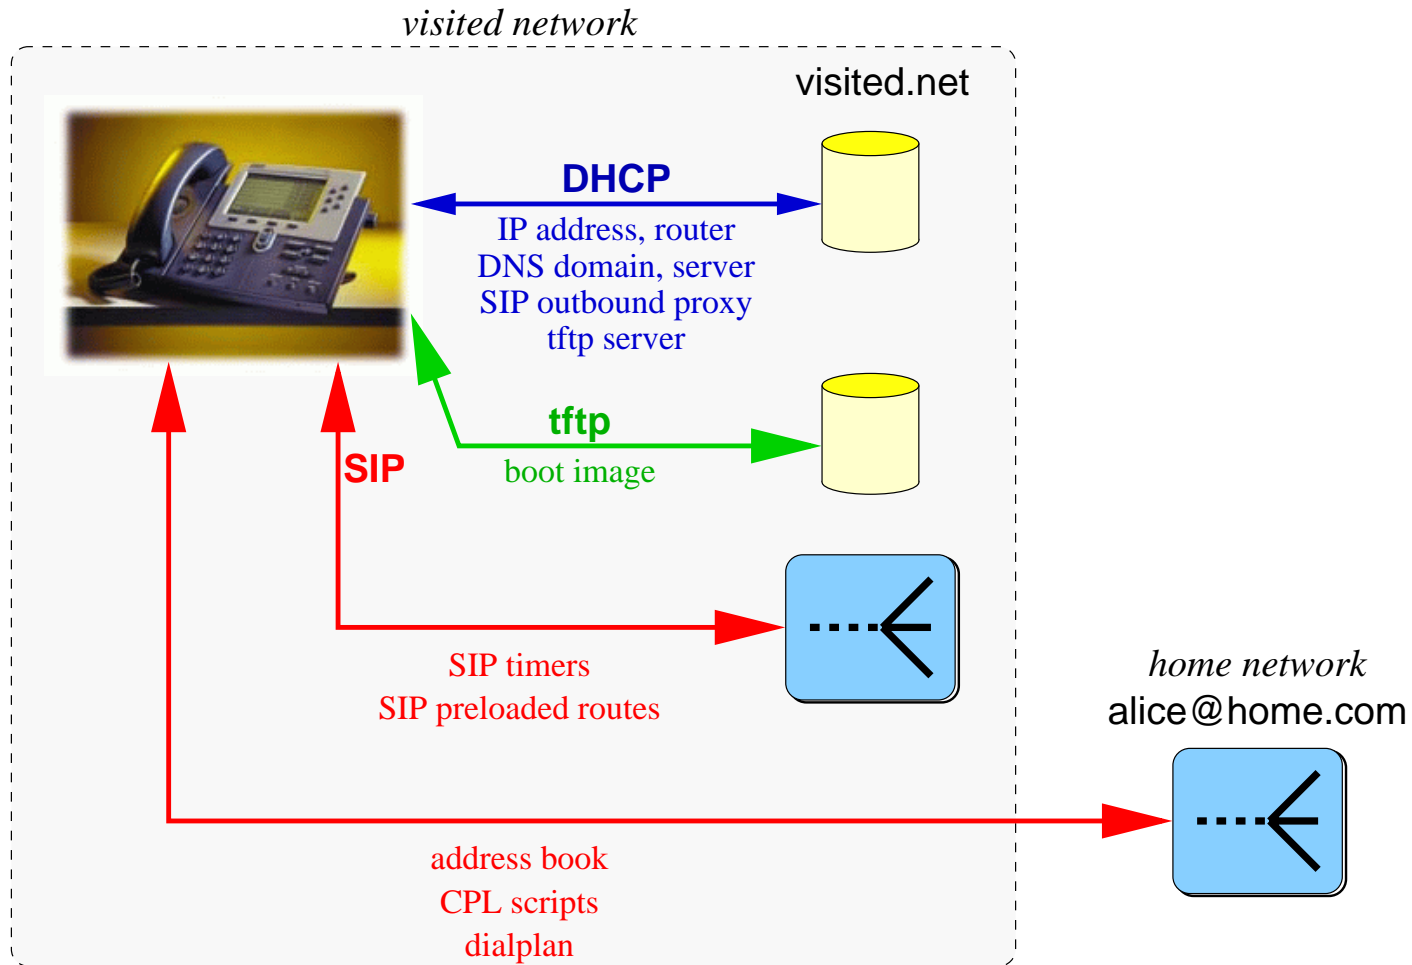 visited network
visited.net
DHCP
IP address, router
DNS domain, server
SIP outbound proxy
tftp server
tftp
boot image
SIP
SIP timers
SIP preloaded routes
home network
alice@home.com
address book
CPL scripts
dialplan